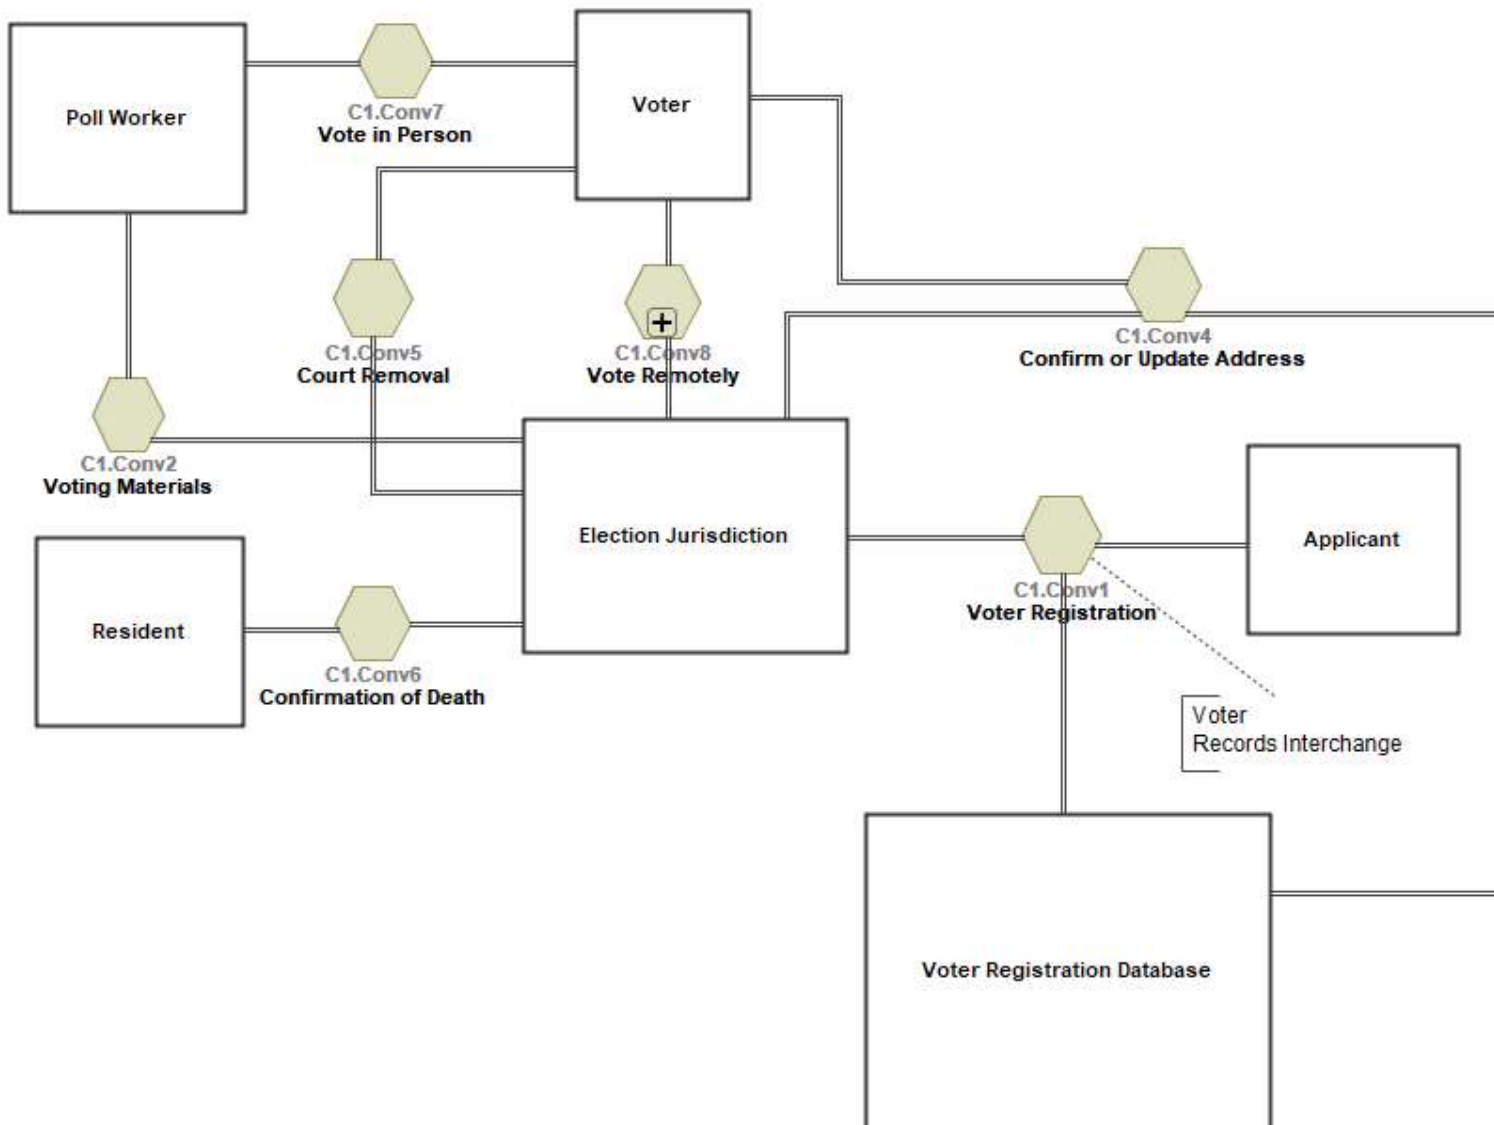 Poll Worker
C1.Conv7
Vote in Person
Voter
C1.Conv5
Court Removal
C1.Conv8
Vote Remotely
C1.Conv4
Confirm or Update Address
C1.Conv2
Voting Materials
Election Jurisdiction
Applicant
C1.Conv1
Voter Registration
Resident
C1.Conv6
Confirmation of Death
Voter
Records Interchange
Voter Registration Database